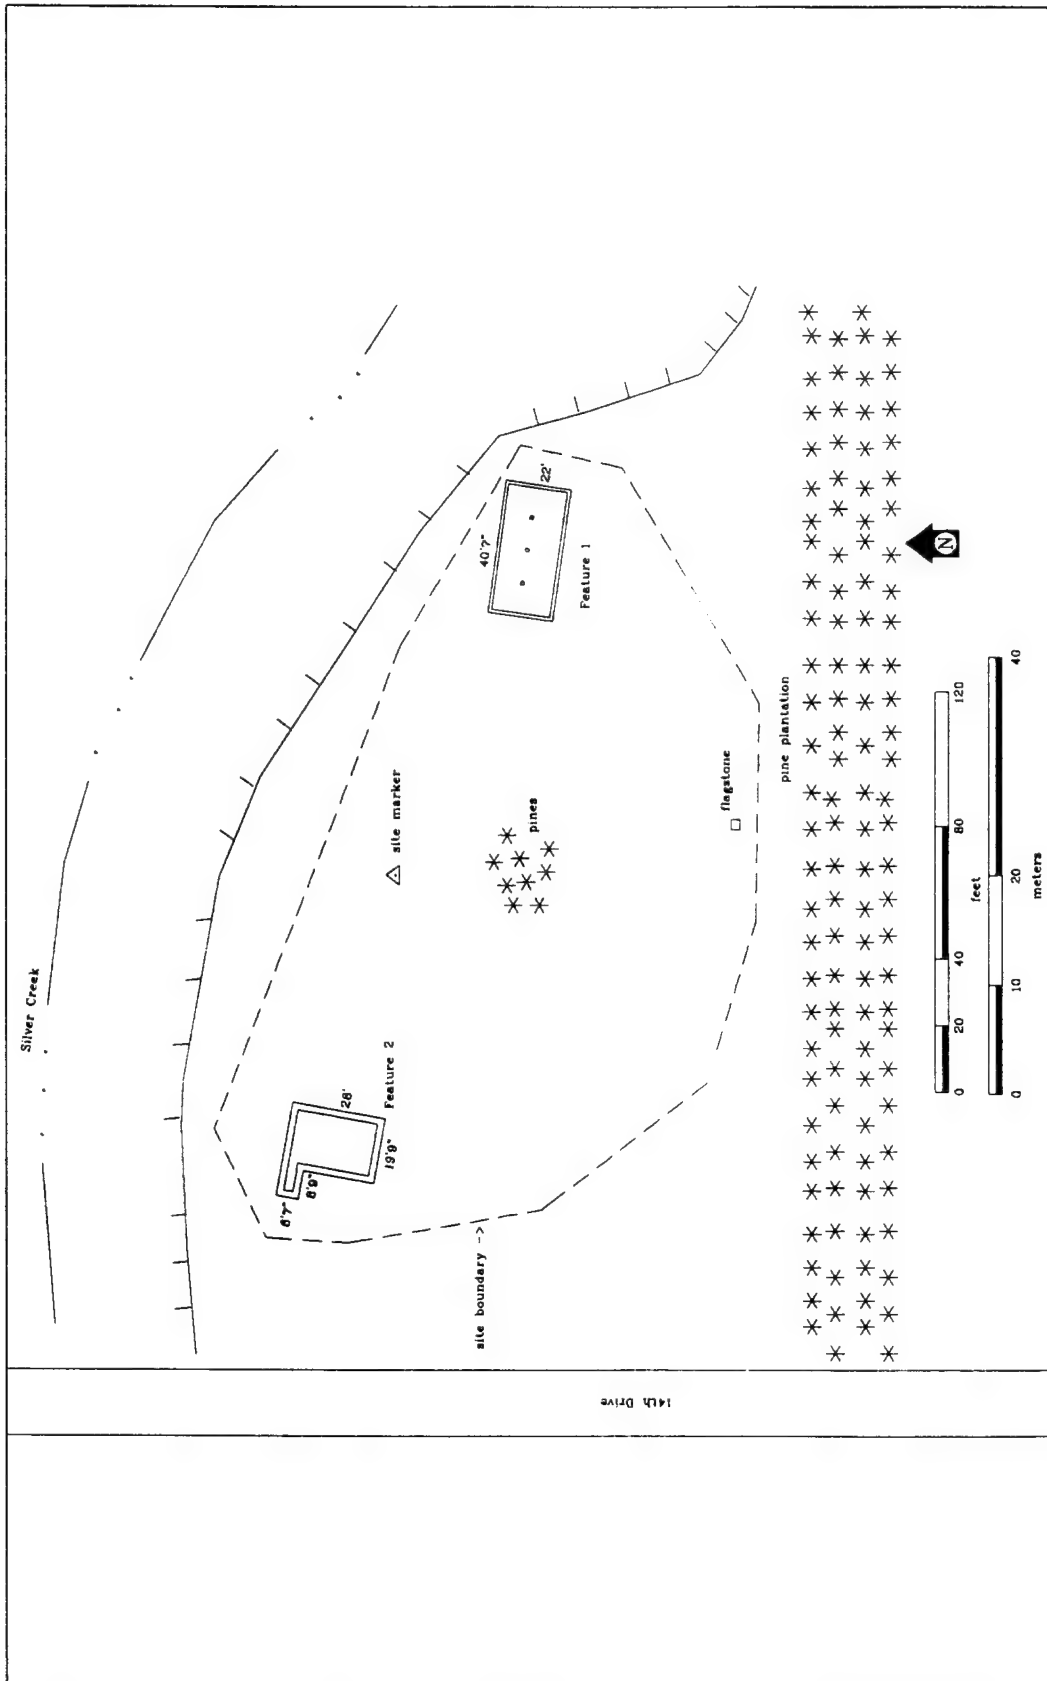 Silver Creek
6'7"
8'9"
28'
19'9"
Feature 2
site marker
40'7"
22'
Feature 1
pines
site boundary ->
flagstone
pine plantation
14th Drive
N
0
20
40
80
120
feet
0
10
20
40
meters